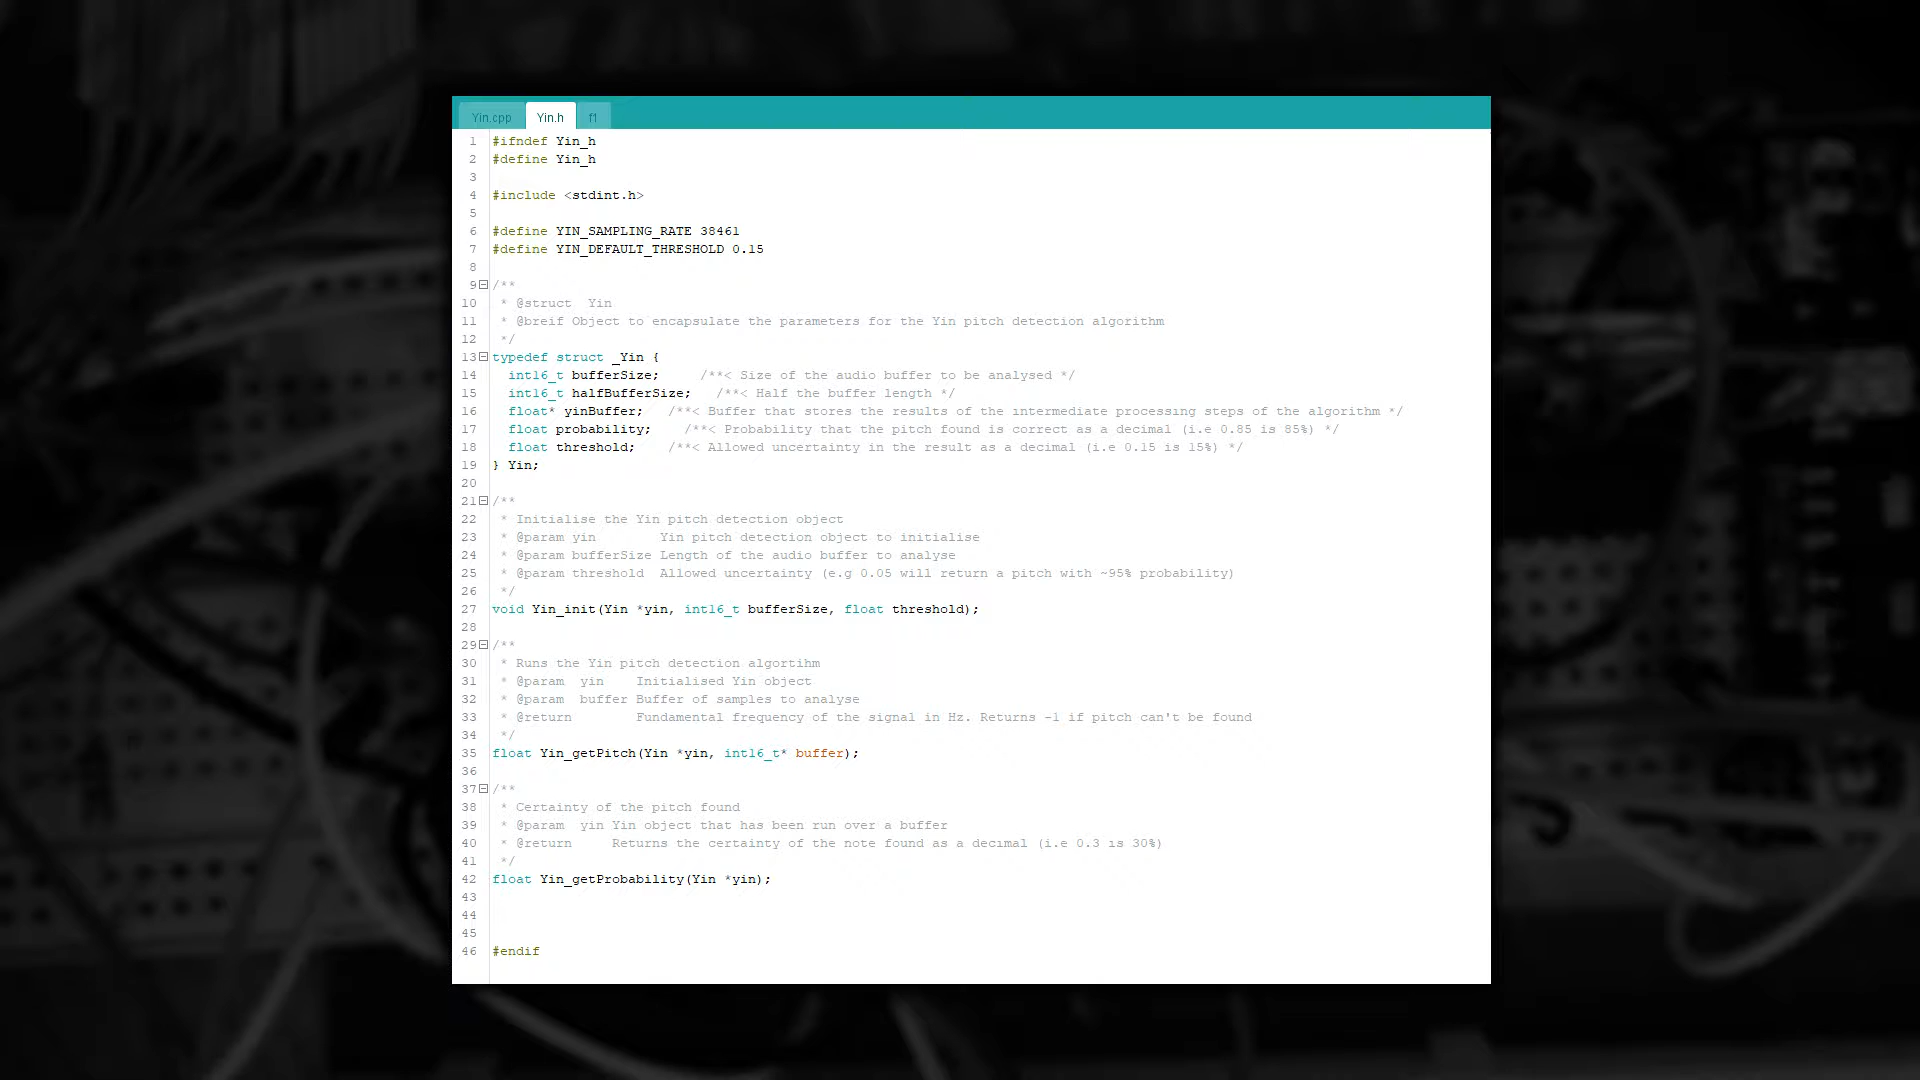 Yin.cpp Yin.h f1
1 #ifndef Yin_h
2 #define Yin_h
3
4 #include <stdint.h>
5
6 #define YIN_SAMPLING_RATE 38461
7 #define YIN_DEFAULT_THRESHOLD 0.15
8
9 /**
10 * @struct  Yin
11 * @breif Object to encapsulate the parameters for the Yin pitch detection algorithm
12 */
13 typedef struct _Yin {
14 int16_t bufferSize;     /**< Size of the audio buffer to be analysed */
15 int16_t halfBufferSize;   /**< Half the buffer length */
16 float* yinBuffer;   /**< Buffer that stores the results of the intermediate processing steps of the algorithm */
17 float probability;    /**< Probability that the pitch found is correct as a decimal (i.e 0.85 is 85%) */
18 float threshold;    /**< Allowed uncertainty in the result as a decimal (i.e 0.15 is 15%) */
19 } Yin;
20
21 /**
22 * Initialise the Yin pitch detection object
23 * @param yin        Yin pitch detection object to initialise
24 * @param bufferSize Length of the audio buffer to analyse
25 * @param threshold  Allowed uncertainty (e.g 0.05 will return a pitch with ~95% probability)
26 */
27 void Yin_init(Yin *yin, int16_t bufferSize, float threshold);
28
29 /**
30 * Runs the Yin pitch detection algortihm
31 * @param  yin    Initialised Yin object
32 * @param  buffer Buffer of samples to analyse
33 * @return        Fundamental frequency of the signal in Hz. Returns -1 if pitch can't be found
34 */
35 float Yin_getPitch(Yin *yin, int16_t* buffer);
36
37 /**
38 * Certainty of the pitch found
39 * @param  yin Yin object that has been run over a buffer
40 * @return     Returns the certainty of the note found as a decimal (i.e 0.3 is 30%)
41 */
42 float Yin_getProbability(Yin *yin);
43
44
45
46 #endif